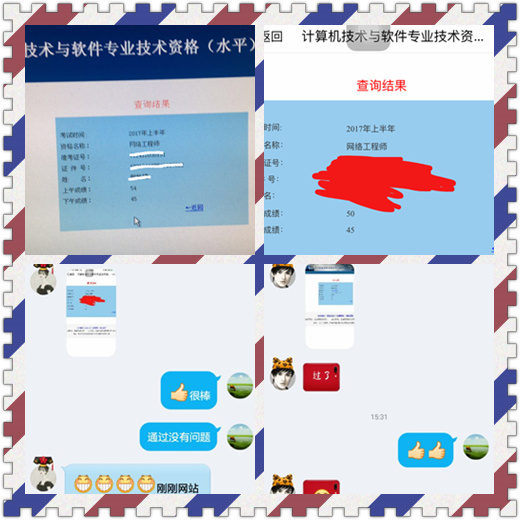 技术与软件专业技术资格（水平）
查询结果
考试时间： 2017年上半年
资格名称： 网络工程师
准考证号：
证 件 号：
姓 名：
上午成绩： 54
下午成绩： 45
←返回
返回 计算机技术与软件专业技术资...
查询结果
时间： 2017年上半年
名称： 网络工程师
证号：
号：
名：
成绩： 50
成绩： 45
很棒
通过没有问题
刚刚网站
过了
15:31